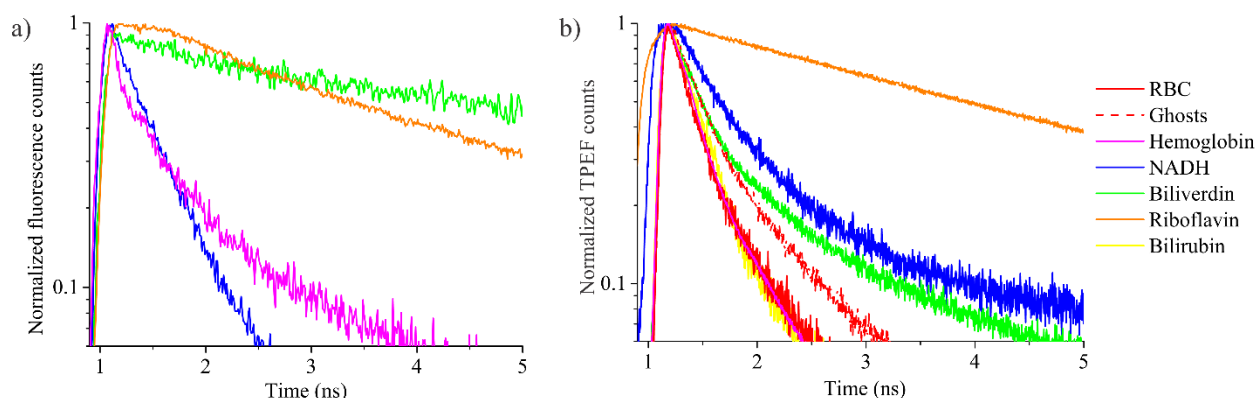 a)
Normalized fluorescence counts
1
0.1
1 2 3 4 5
Time (ns)
b)
Normalized TPEF counts
1
0.1
1 2 3 4 5
Time (ns)
RBC
Ghosts
Hemoglobin
NADH
Biliverdin
Riboflavin
Bilirubin